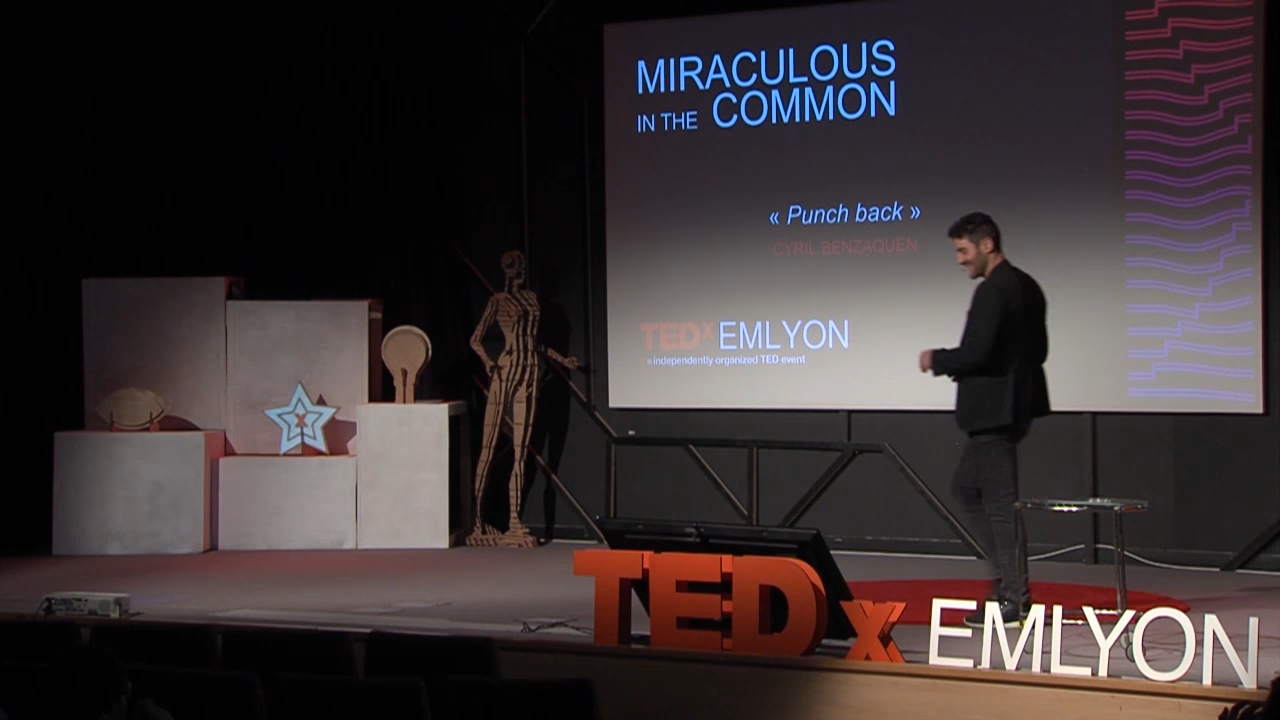 MIRACULOUS
IN THE COMMON
« Punch back »
CYRIL BENZAQUEN
TEDx EMLYON
independently organized TED event
TEDx EMLYON